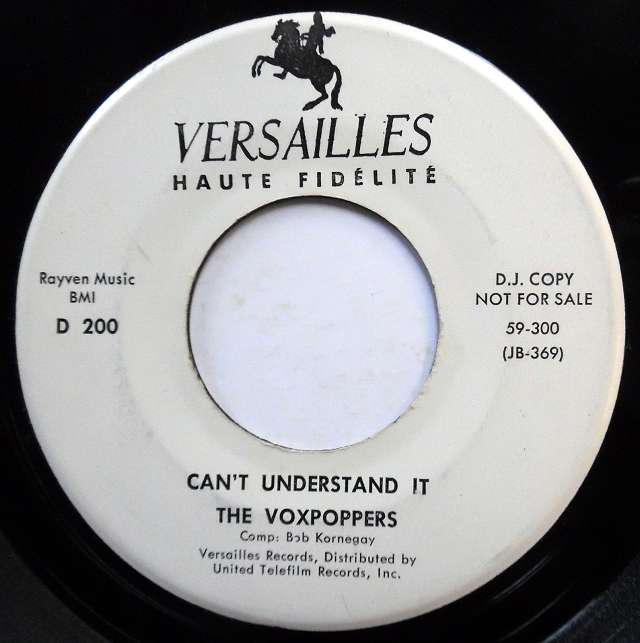 VERSAILLES
HAUTE FIDÉLITÉ
Rayven Music
BMI
D 200
D.J. COPY
NOT FOR SALE
59-300
(JB-369)
CAN'T UNDERSTAND IT
THE VOXPOPPERS
Comp: Bob Kornegay
Versailles Records, Distributed by
United Telefilm Records, Inc.